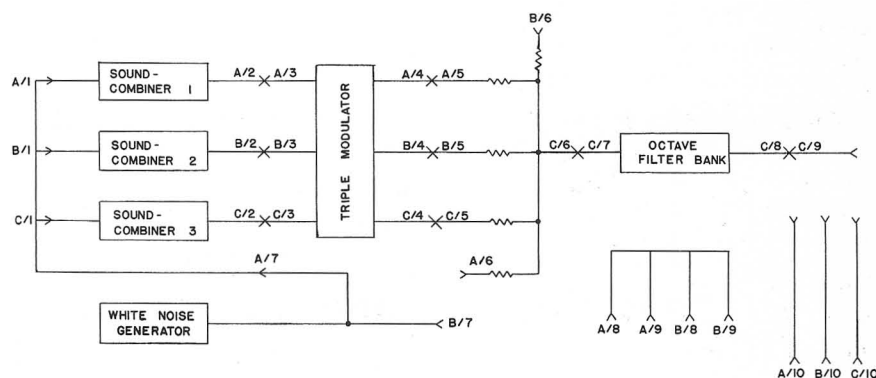 B/6
A/1
SOUND-
COMBINER 1
A/2 A/3
A/4 A/5
B/1
SOUND-
COMBINER 2
B/2 B/3
TRIPLE MODULATOR
B/4 B/5
C/6 C/7
OCTAVE
FILTER BANK
C/8 C/9
C/1
SOUND-
COMBINER 3
C/2 C/3
C/4 C/5
A/7
A/6
WHITE NOISE
GENERATOR
B/7
A/8 A/9 B/8 B/9
A/10 B/10 C/10